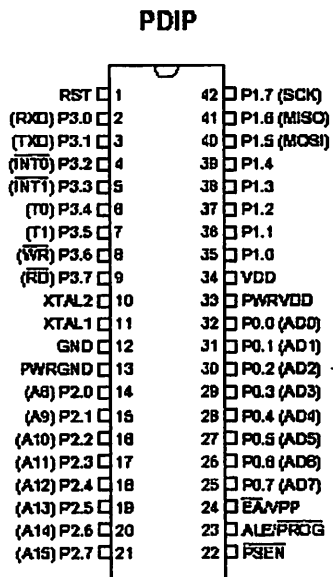 PDIP
RST 1 42 P1.7 (SCK)
(RXD) P3.0 2 41 P1.6 (MISO)
(TXD) P3.1 3 40 P1.5 (MOSI)
(INT0) P3.2 4 39 P1.4
(INT1) P3.3 5 38 P1.3
(T0) P3.4 6 37 P1.2
(T1) P3.5 7 36 P1.1
(WR) P3.6 8 35 P1.0
(RD) P3.7 9 34 VDD
XTAL2 10 33 PWRVDD
XTAL1 11 32 P0.0 (AD0)
GND 12 31 P0.1 (AD1)
PWRGND 13 30 P0.2 (AD2)
(A8) P2.0 14 29 P0.3 (AD3)
(A9) P2.1 15 28 P0.4 (AD4)
(A10) P2.2 16 27 P0.5 (AD5)
(A11) P2.3 17 26 P0.6 (AD6)
(A12) P2.4 18 25 P0.7 (AD7)
(A13) P2.5 19 24 EA/VPP
(A14) P2.6 20 23 ALE/PROG
(A15) P2.7 21 22 PSEN